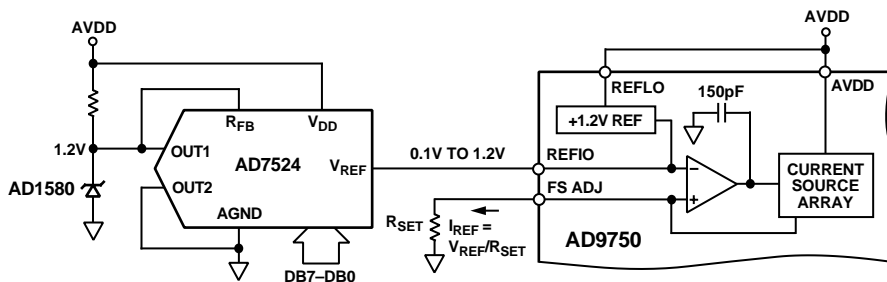 AVDD
1.2V
AD1580
OUT1
OUT2
RFB
VDD
AD7524
VREF
AGND
DB7–DB0
0.1V TO 1.2V
RSET
IREF =
VREF/RSET
AVDD
REFLO
AVDD
+1.2V REF
150pF
REFIO
FS ADJ
–
+
CURRENT
SOURCE
ARRAY
AD9750